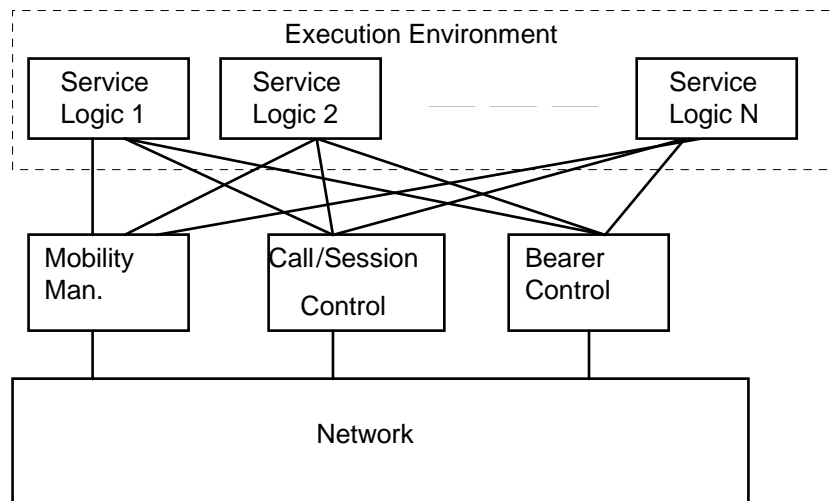 Execution Environment
Service
Logic 1
Service
Logic 2
Service
Logic N
Mobility
Man.
Call/Session
Control
Bearer
Control
Network